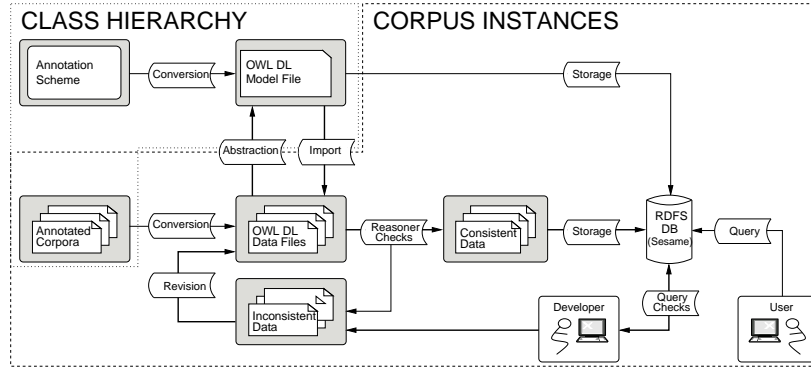 CLASS HIERARCHY
CORPUS INSTANCES
Annotation
Scheme
Conversion
OWL DL
Model File
Storage
Abstraction
Import
Annotated
Corpora
Conversion
OWL DL
Data Files
Reasoner
Checks
Consistent
Data
Storage
RDFS
DB
(Sesame)
Query
Revision
Inconsistent
Data
Developer
Query
Checks
User